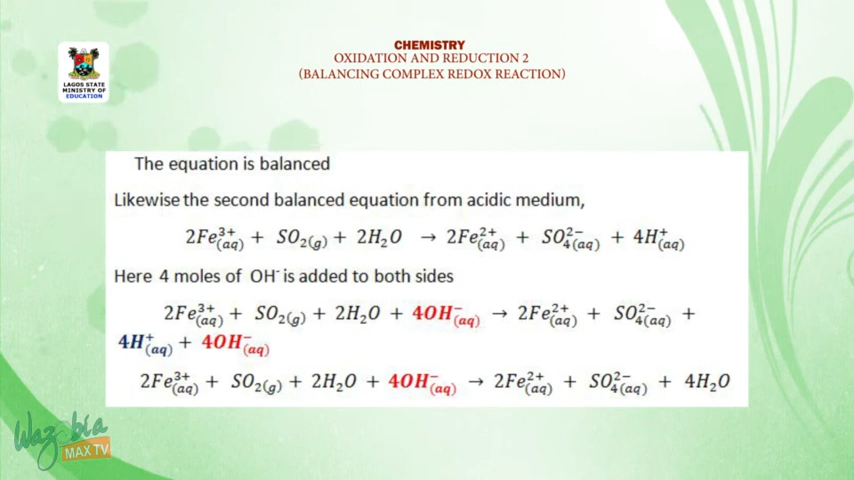 CHEMISTRY
OXIDATION AND REDUCTION 2
(BALANCING COMPLEX REDOX REACTION)
LAGOS STATE
MINISTRY OF
EDUCATION
The equation is balanced
Likewise the second balanced equation from acidic medium,
2Fe³⁺(aq) + SO₂(g) + 2H₂O → 2Fe²⁺(aq) + SO₄²⁻(aq) + 4H⁺(aq)
Here 4 moles of OH⁻ is added to both sides
2Fe³⁺(aq) + SO₂(g) + 2H₂O + 4OH⁻(aq) → 2Fe²⁺(aq) + SO₄²⁻(aq) +
4H⁺(aq) + 4OH⁻(aq)
2Fe³⁺(aq) + SO₂(g) + 2H₂O + 4OH⁻(aq) → 2Fe²⁺(aq) + SO₄²⁻(aq) + 4H₂O
Wazobia
MAX TV